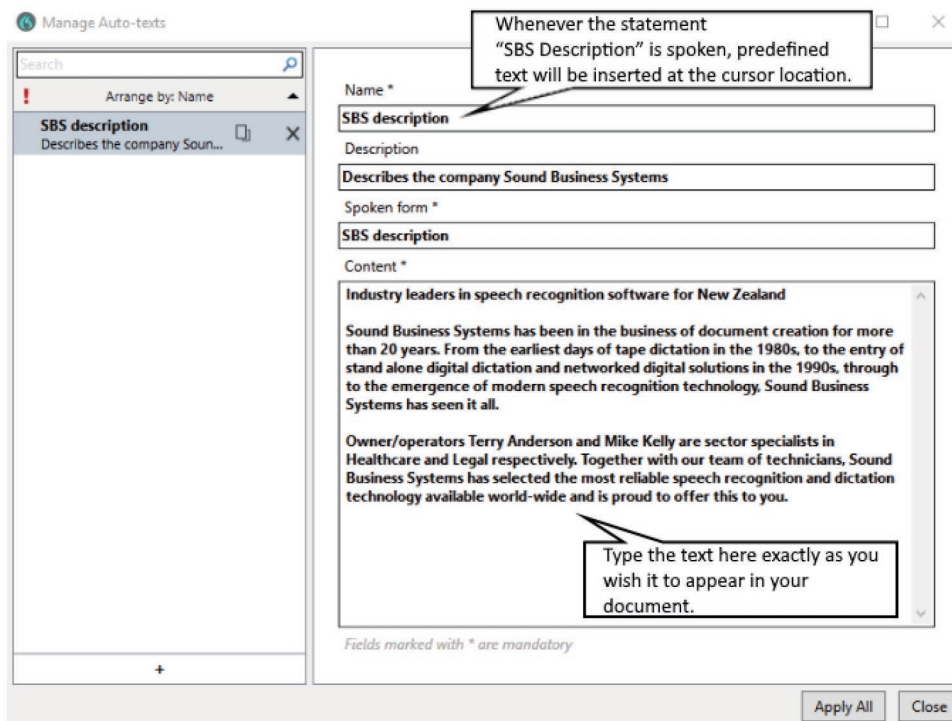 Manage Auto-texts
Whenever the statement
“SBS Description” is spoken, predefined
text will be inserted at the cursor location.
Search
Arrange by: Name
SBS description
Describes the company Soun...
Name *
SBS description
Description
Describes the company Sound Business Systems
Spoken form *
SBS description
Content *
Industry leaders in speech recognition software for New Zealand
Sound Business Systems has been in the business of document creation for more
than 20 years. From the earliest days of tape dictation in the 1980s, to the entry of
stand alone digital dictation and networked digital solutions in the 1990s, through
to the emergence of modern speech recognition technology, Sound Business
Systems has seen it all.
Owner/operators Terry Anderson and Mike Kelly are sector specialists in
Healthcare and Legal respectively. Together with our team of technicians, Sound
Business Systems has selected the most reliable speech recognition and dictation
technology available world-wide and is proud to offer this to you.
Type the text here exactly as you
wish it to appear in your
document.
Fields marked with * are mandatory
+
Apply All
Close